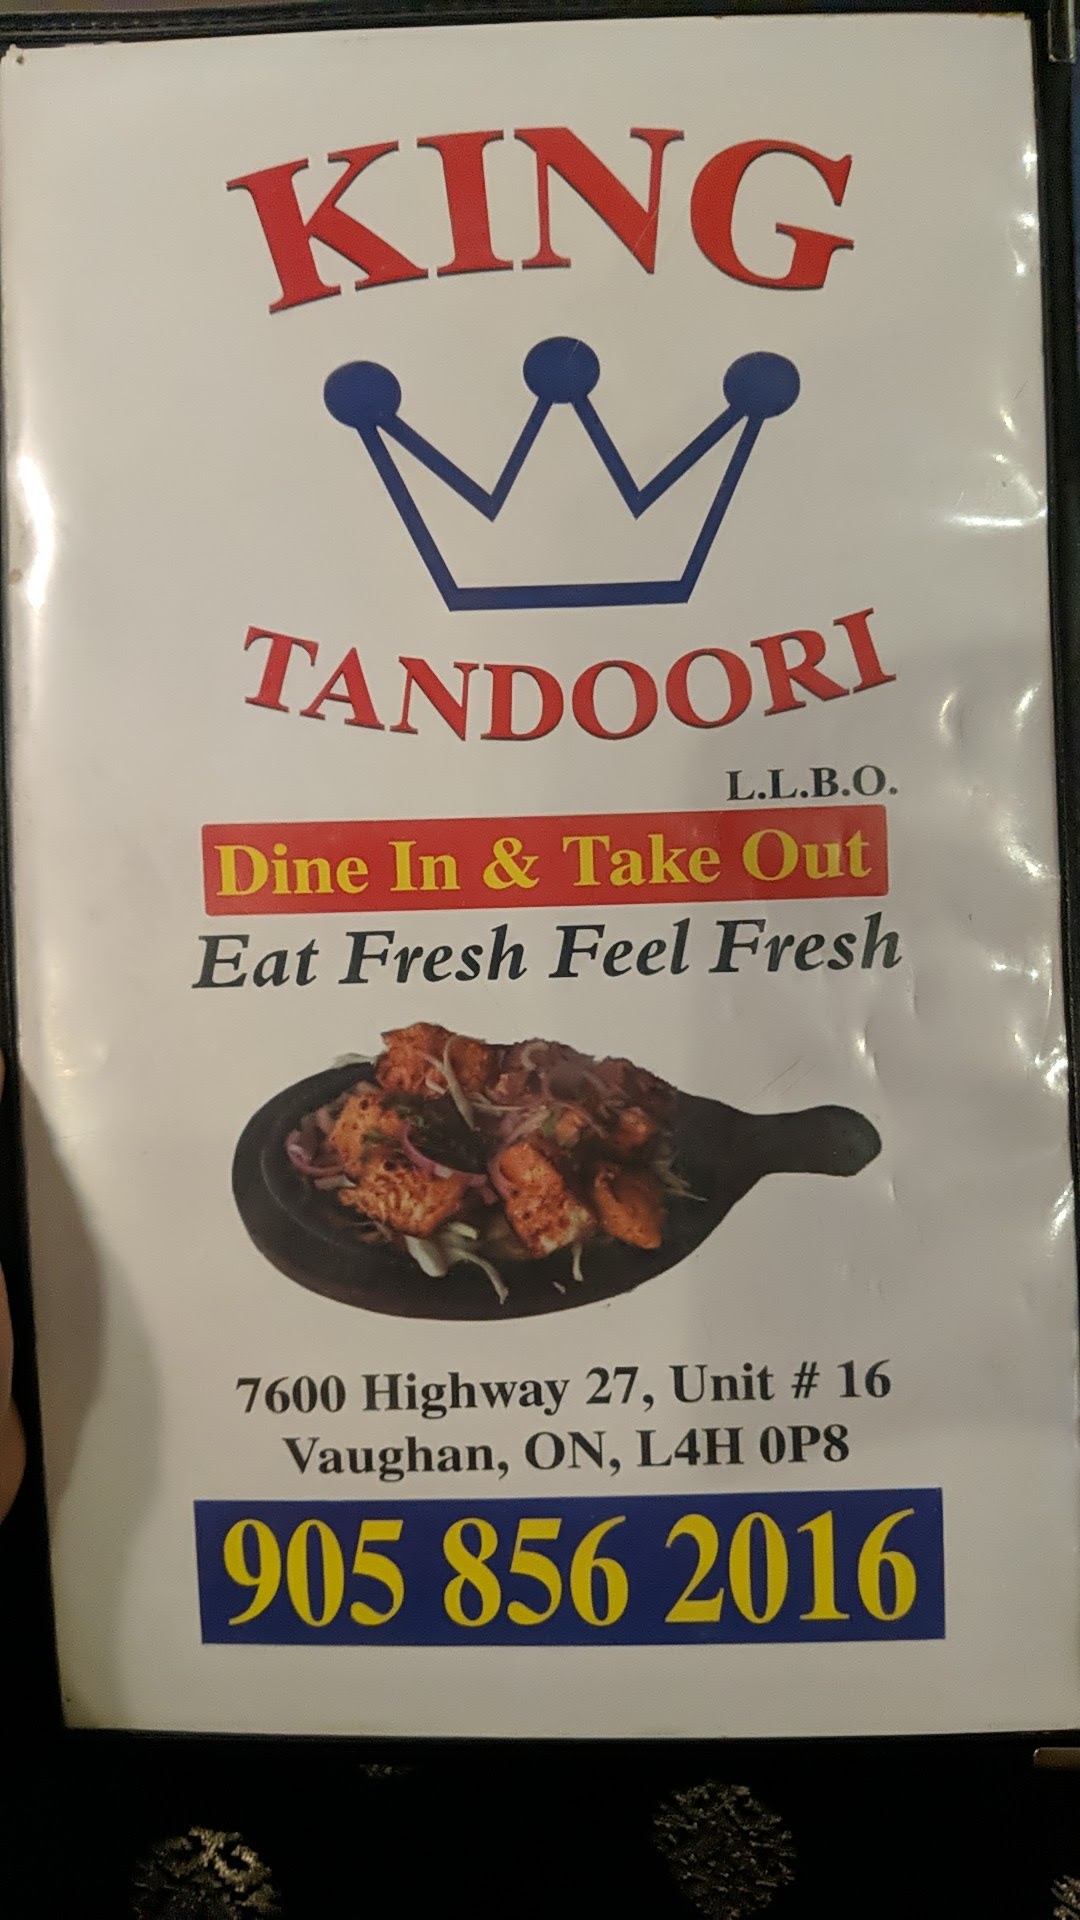 KING
TANDOORI
L.L.B.O.
Dine In & Take Out
Eat Fresh Feel Fresh
7600 Highway 27, Unit # 16
Vaughan, ON, L4H 0P8
905 856 2016